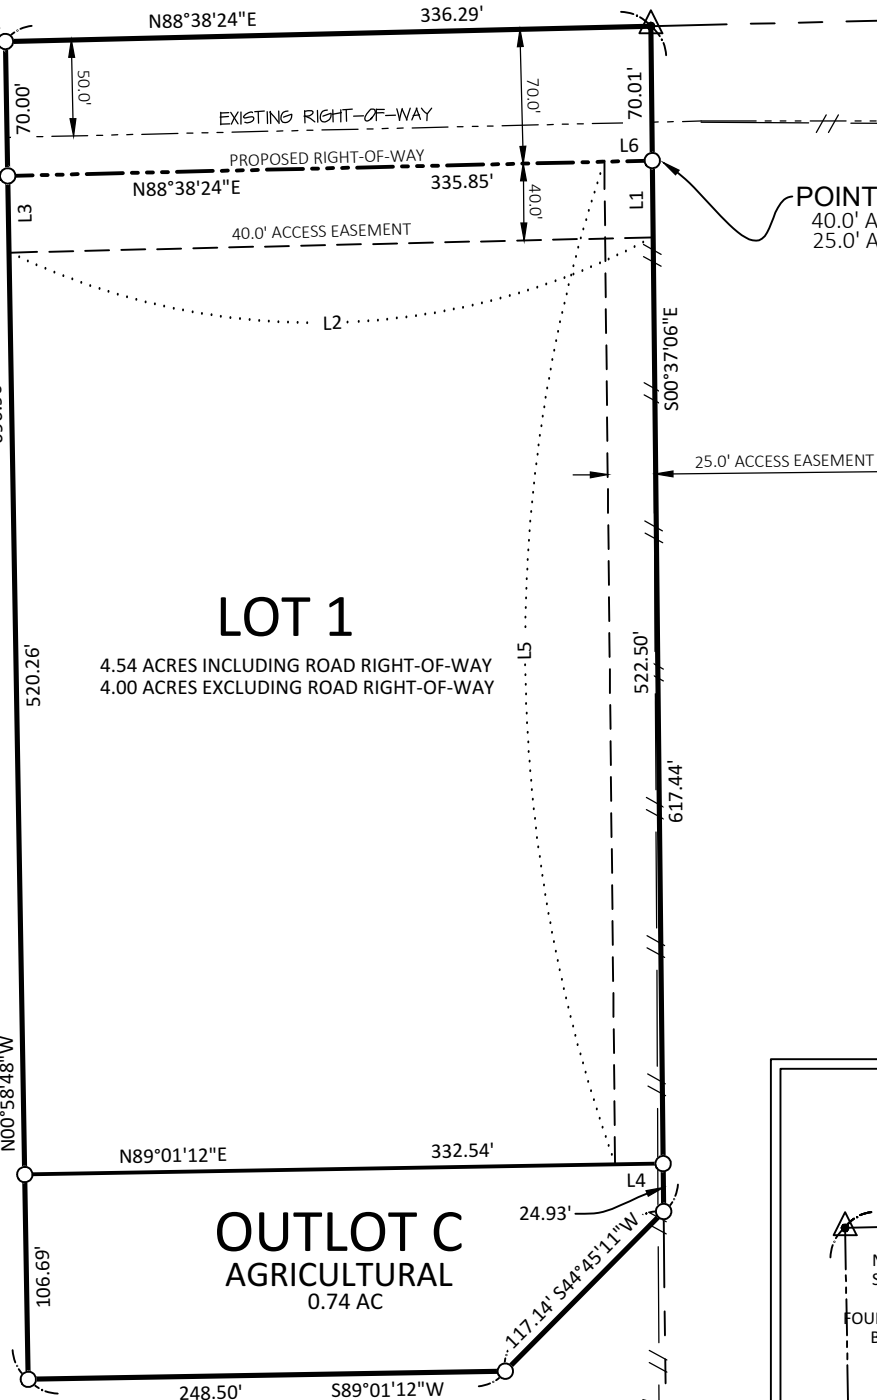 N88°38'24"E 336.29'
50.0'
70.00'
70.0'
70.01'
EXISTING RIGHT-OF-WAY
PROPOSED RIGHT-OF-WAY
L6
N88°38'24"E 335.85'
40.0'
L1
L3
POINT
40.0' A
25.0' A
40.0' ACCESS EASEMENT
L2
S00°37'06"E
25.0' ACCESS EASEMENT
LOT 1
4.54 ACRES INCLUDING ROAD RIGHT-OF-WAY
4.00 ACRES EXCLUDING ROAD RIGHT-OF-WAY
L5
520.26'
522.50'
617.44'
N00°58'48"W
N89°01'12"E 332.54'
L4
24.93'
OUTLOT C
AGRICULTURAL
0.74 AC
106.69'
117.14' S44°45'11"W
248.50' S89°01'12"W
N
S
FOU
B